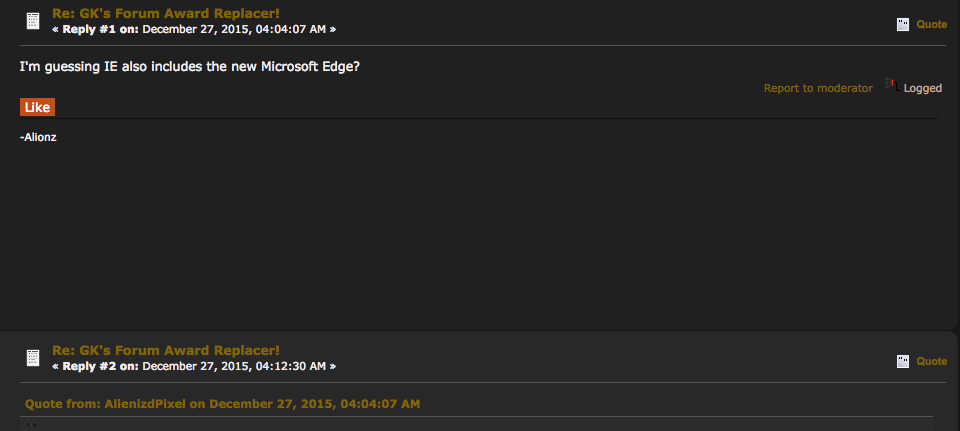 Re: GK's Forum Award Replacer!
« Reply #1 on: December 27, 2015, 04:04:07 AM »
Quote
I'm guessing IE also includes the new Microsoft Edge?
Report to moderator Logged
Like
-Alionz
Re: GK's Forum Award Replacer!
« Reply #2 on: December 27, 2015, 04:12:30 AM »
Quote
Quote from: AlienizdPixel on December 27, 2015, 04:04:07 AM